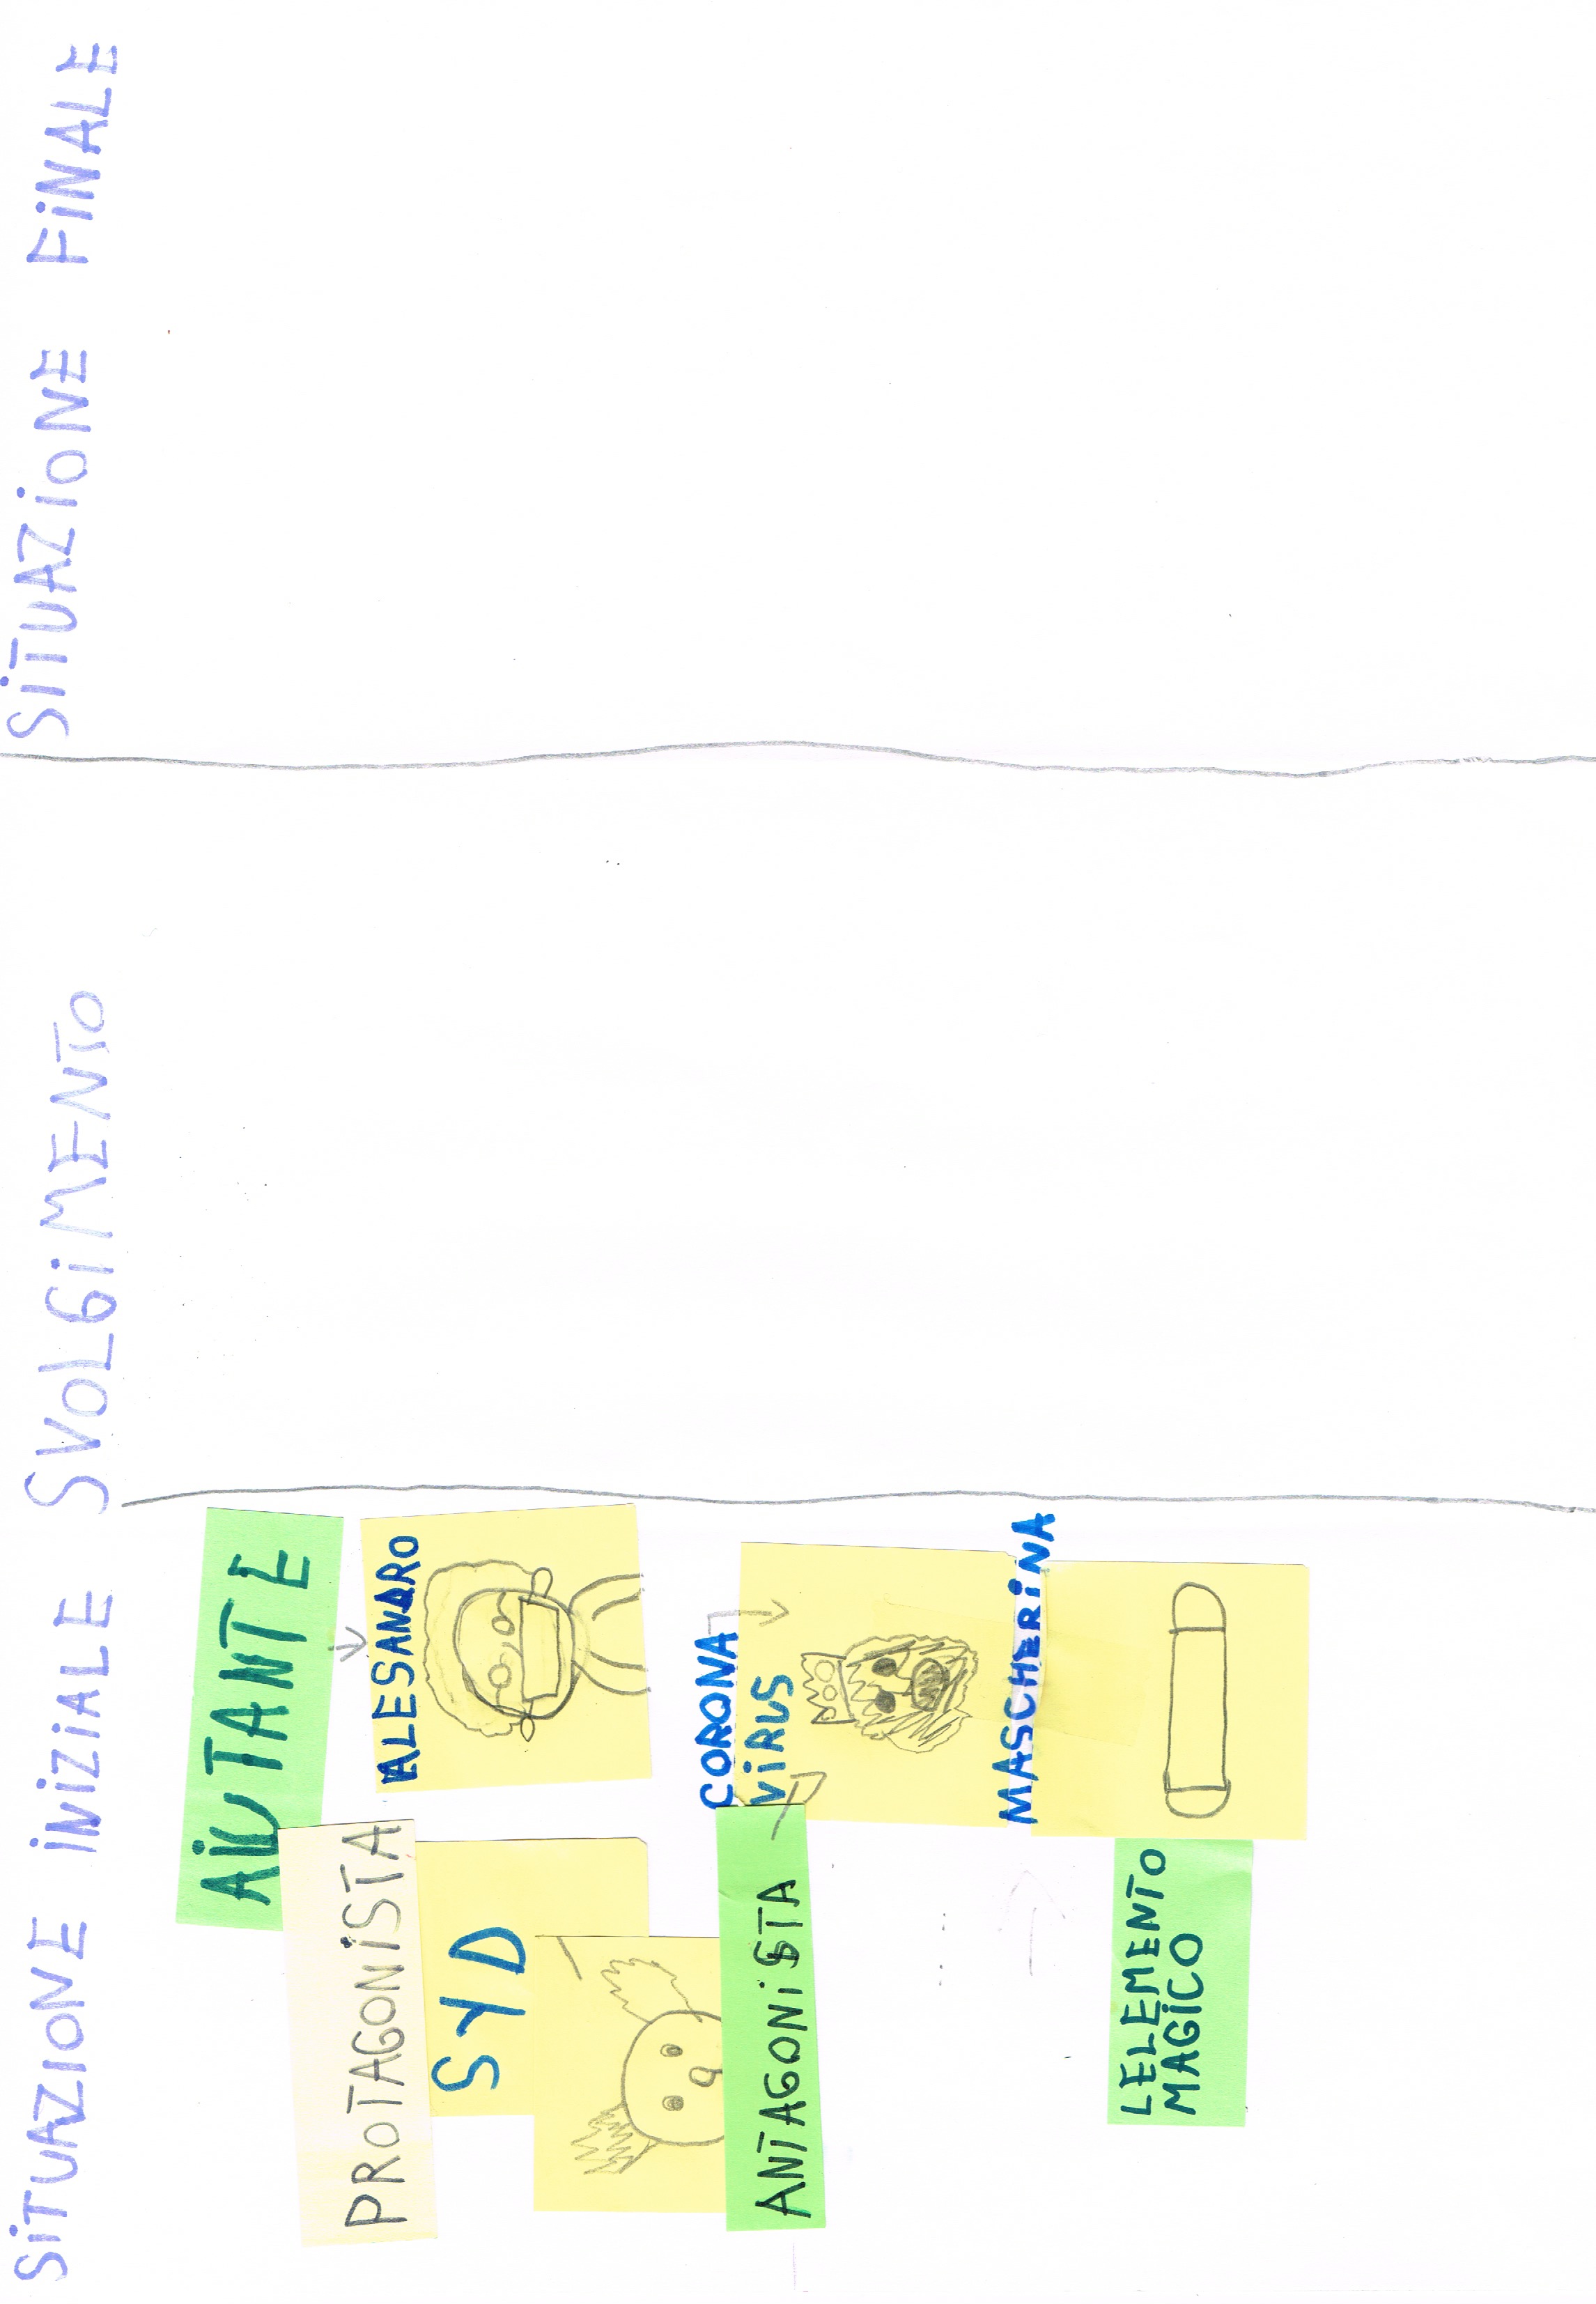 SiTUAZIONE iNiZiALE
SVOLGiMENTO
SiTUAZiONE FiNALE
AiUTANTE
PROTAGONiSTA
ALESANDRO
SYD
CORONA
ViRUS
ANTAGONiSTA
MASCHERiNA
LELEMENTO
MAGiCO